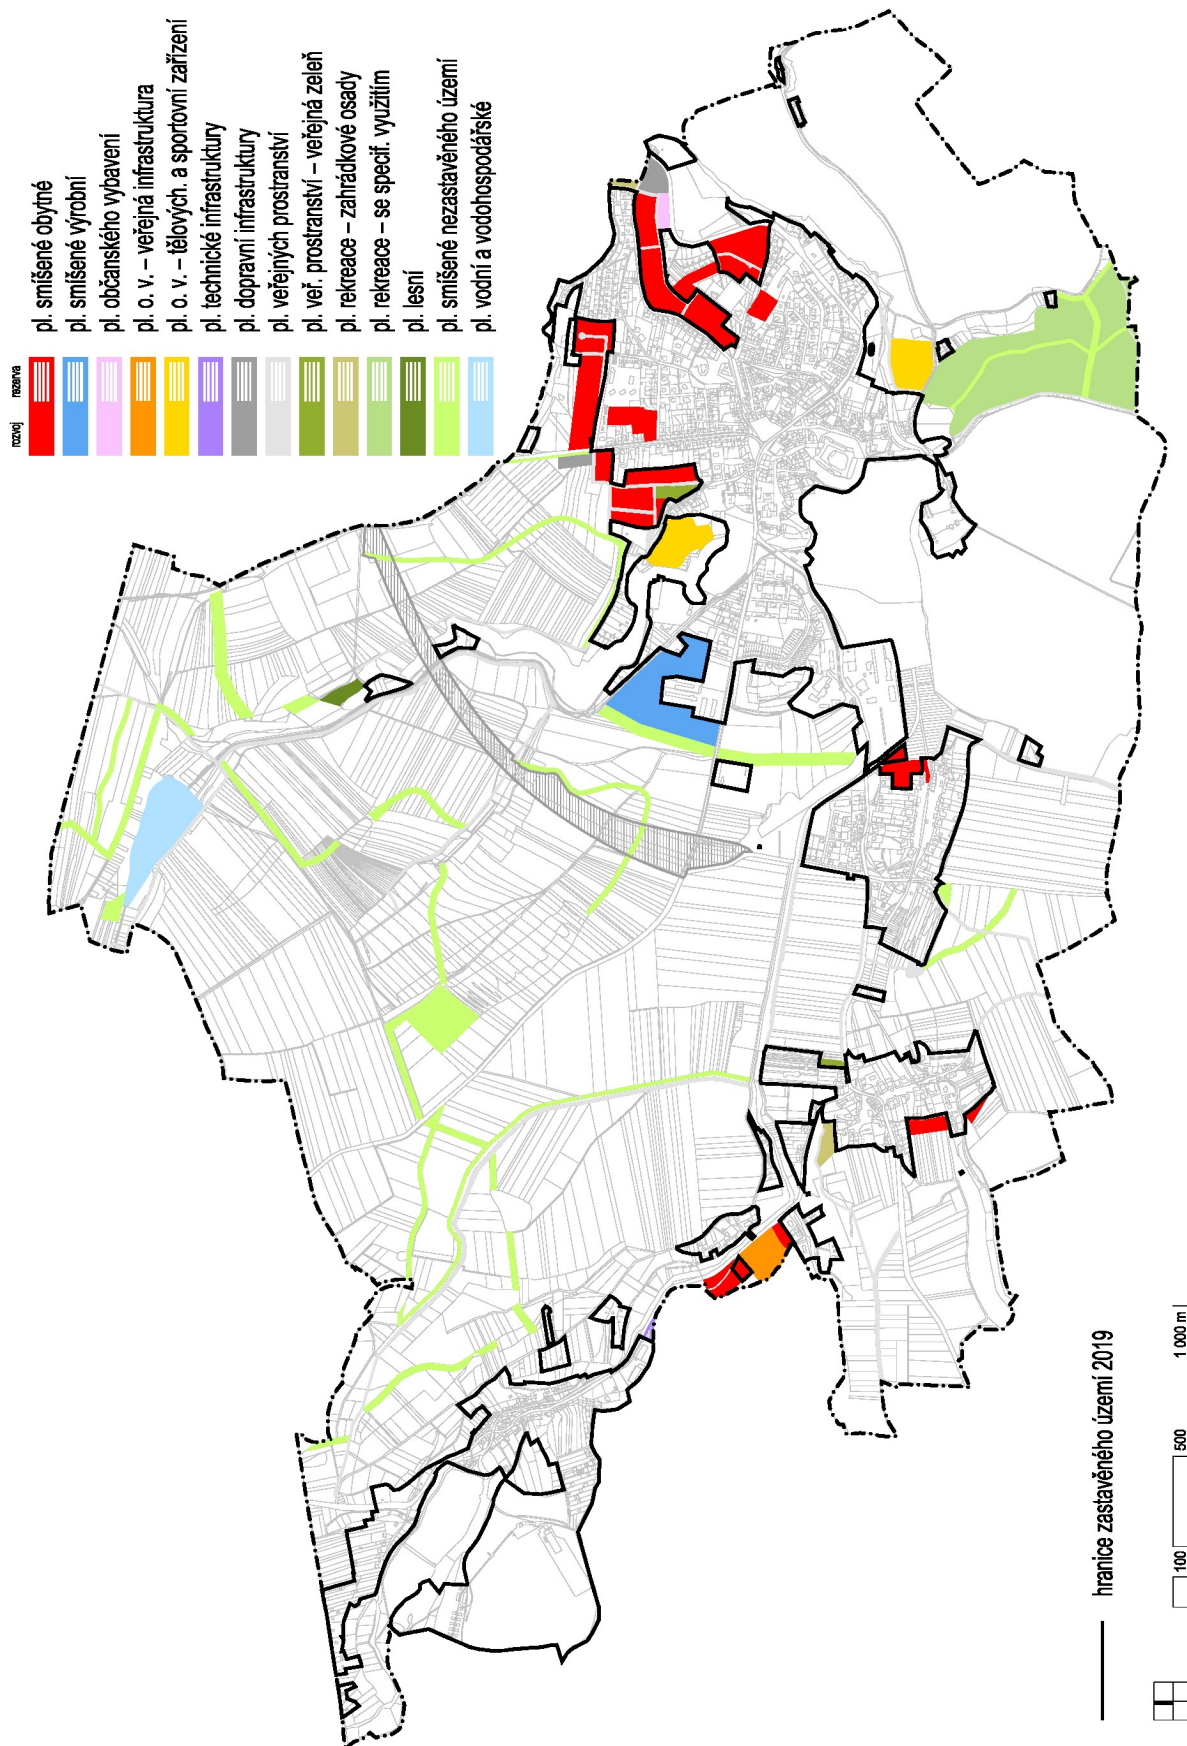 rozvoj rezerva
pl. smíšené obytné
pl. smíšené výrobní
pl. občanského vybavení
pl. o. v. – veřejná infrastruktura
pl. o. v. – tělových. a sportovní zařízení
pl. technické infrastruktury
pl. dopravní infrastruktury
pl. veřejných prostranství
pl. veř. prostranství – veřejná zeleň
pl. rekreace – zahrádkové osady
pl. rekreace – se specif. využitím
pl. lesní
pl. smíšené nezastavěného území
pl. vodní a vodohospodářské
hranice zastavěného území 2019
100 500 1 000 m